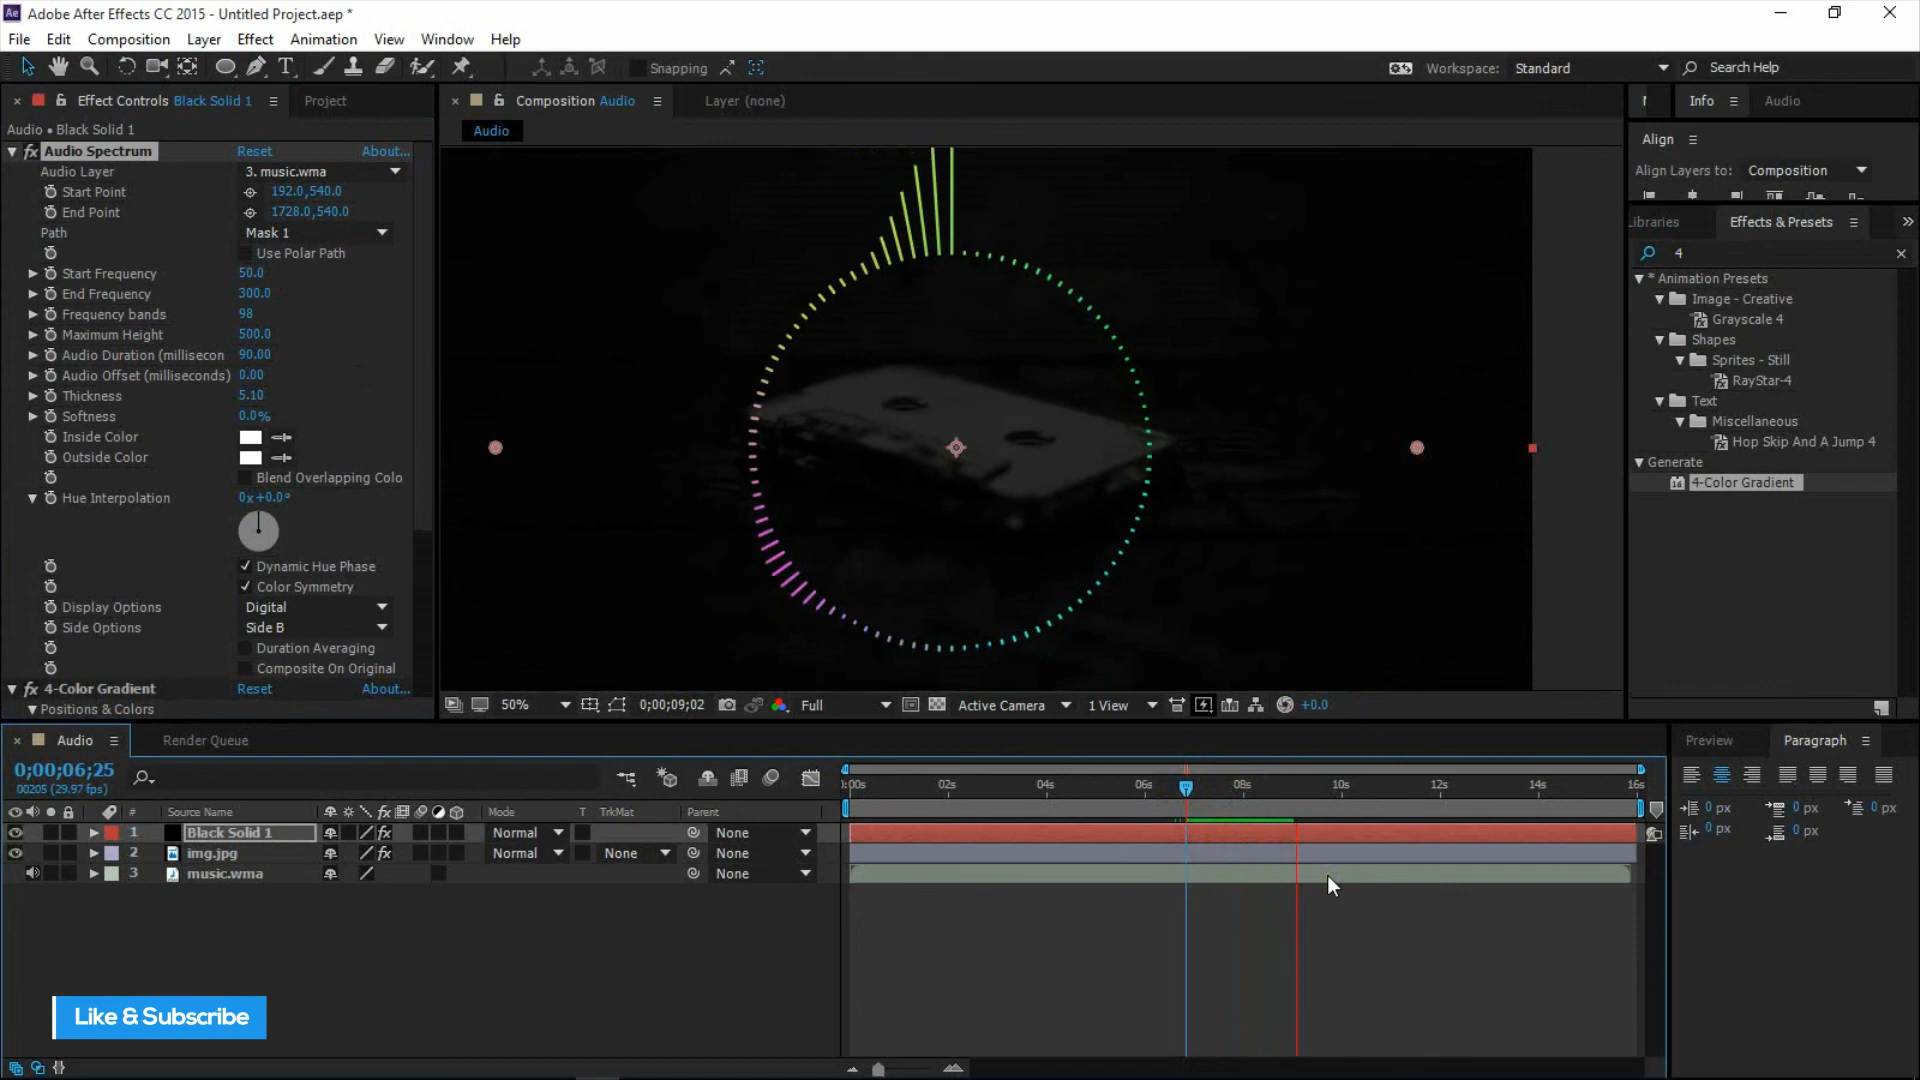 Ae Adobe After Effects CC 2015 - Untitled Project.aep *
File Edit Composition Layer Effect Animation View Window Help
Snapping
Workspace: Standard
Search Help
Effect Controls Black Solid 1
Project
Audio • Black Solid 1
fx Audio Spectrum Reset About...
Audio Layer 3. music.wma
Start Point 192.0,540.0
End Point 1728.0,540.0
Path Mask 1
Use Polar Path
Start Frequency 50.0
End Frequency 300.0
Frequency bands 98
Maximum Height 500.0
Audio Duration (millisecon 90.00
Audio Offset (milliseconds) 0.00
Thickness 5.10
Softness 0.0%
Inside Color
Outside Color
Blend Overlapping Colo
Hue Interpolation 0x+0.0°
Dynamic Hue Phase
Color Symmetry
Display Options Digital
Side Options Side B
Duration Averaging
Composite On Original
fx 4-Color Gradient Reset About...
Positions & Colors
Composition Audio
Layer (none)
Audio
50% 0;00;09;02 Full Active Camera 1 View +0.0
Info Audio
Align
Align Layers to: Composition
Libraries Effects & Presets
4
* Animation Presets
Image - Creative
Grayscale 4
Shapes
Sprites - Still
RayStar-4
Text
Miscellaneous
Hop Skip And A Jump 4
Generate
4-Color Gradient
Audio Render Queue
0;00;06;25
00205 (29.97 fps)
# Source Name fx Mode T TrkMat Parent
1 Black Solid 1 fx Normal None
2 img.jpg fx Normal None None
3 music.wma None
:00s 02s 04s 06s 08s 10s 12s 14s 16s
Preview Paragraph
0 px 0 px 0 px
0 px 0 px
Like & Subscribe